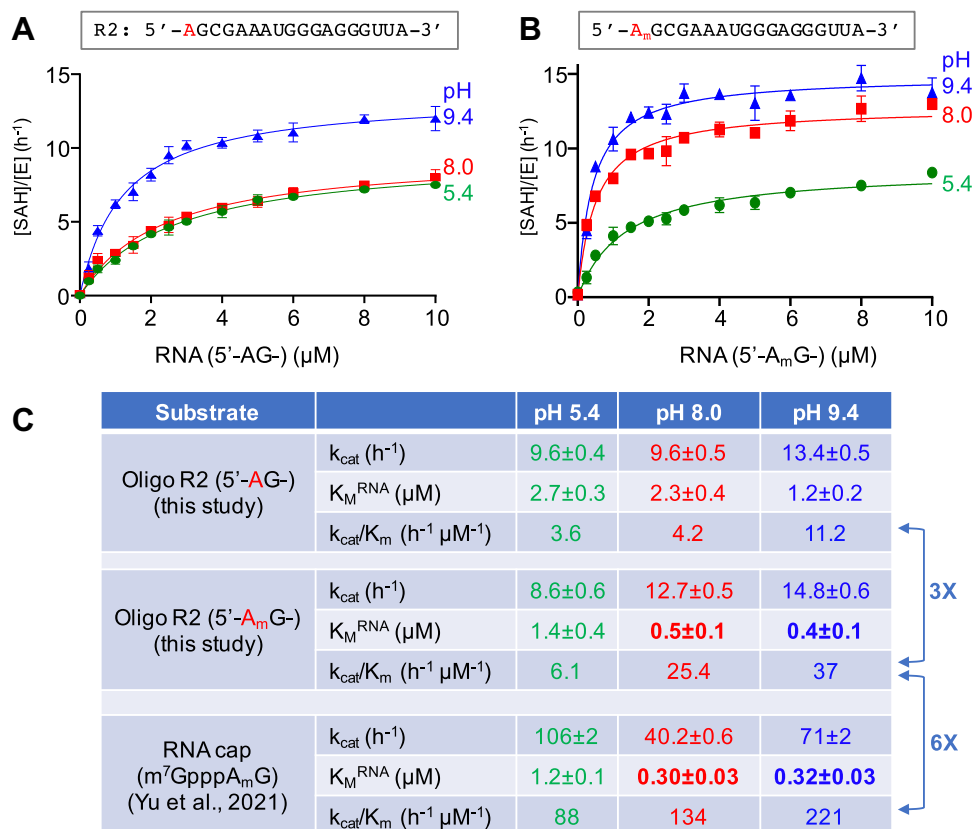 A
R2: 5’-AGCGAAAUGGGAGGGUUA-3’
15
10
5
0
[SAH]/[E] (h-1)
pH
9.4
8.0
5.4
0 2 4 6 8 10
RNA (5’-AG-) (µM)
B
5’-AmGCGAAAUGGGAGGGUUA-3’
15
10
5
0
[SAH]/[E] (h-1)
pH
9.4
8.0
5.4
0 2 4 6 8 10
RNA (5’-AmG-) (µM)
C
Substrate pH 5.4 pH 8.0 pH 9.4
Oligo R2 (5’-AG-)
(this study)
kcat (h-1) 9.6±0.4 9.6±0.5 13.4±0.5
KMRNA (µM) 2.7±0.3 2.3±0.4 1.2±0.2
kcat/Km (h-1 µM-1) 3.6 4.2 11.2
3X
Oligo R2 (5’-AmG-)
(this study)
kcat (h-1) 8.6±0.6 12.7±0.5 14.8±0.6
KMRNA (µM) 1.4±0.4 0.5±0.1 0.4±0.1
kcat/Km (h-1 µM-1) 6.1 25.4 37
6X
RNA cap
(m7GpppAmG)
(Yu et al., 2021)
kcat (h-1) 106±2 40.2±0.6 71±2
KMRNA (µM) 1.2±0.1 0.30±0.03 0.32±0.03
kcat/Km (h-1 µM-1) 88 134 221